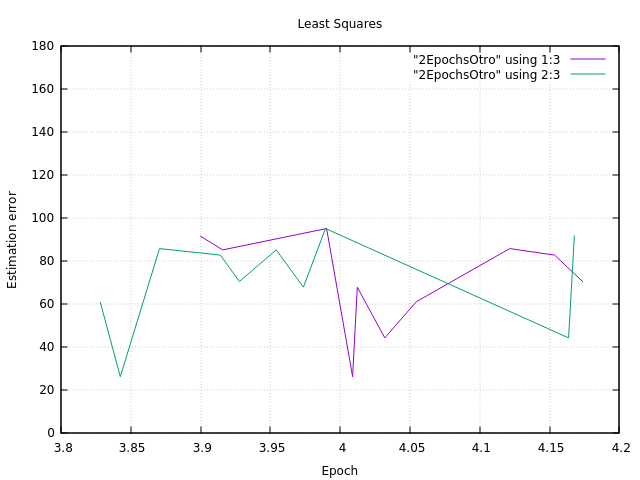 Least Squares
"2EpochsOtro" using 1:3
"2EpochsOtro" using 2:3
180
160
140
120
100
80
60
40
20
0
Estimation error
3.8 3.85 3.9 3.95 4 4.05 4.1 4.15 4.2
Epoch